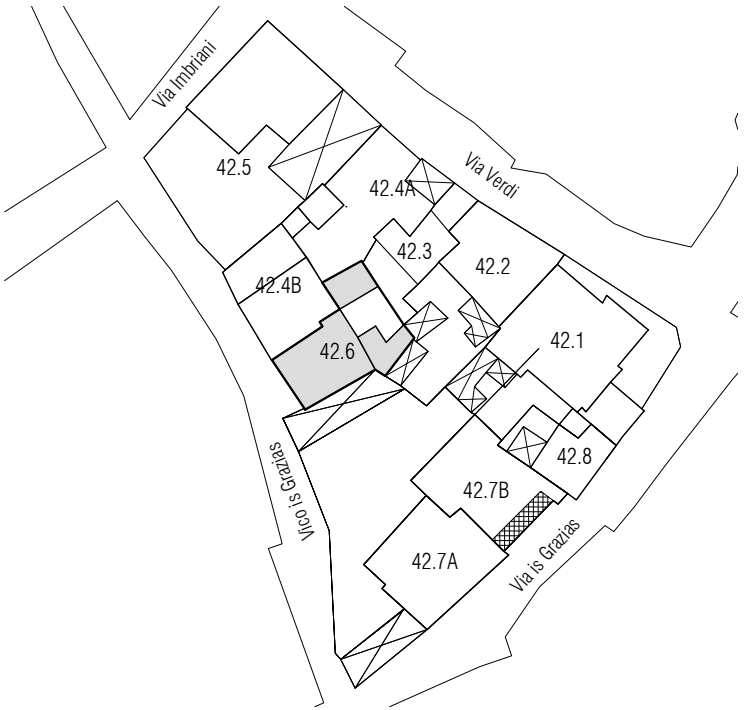 Via Imbriani
Via Verdi
42.5
42.4A
42.3
42.2
42.4B
42.1
42.6
42.8
42.7B
Vico is Grazias
42.7A
Via is Grazias